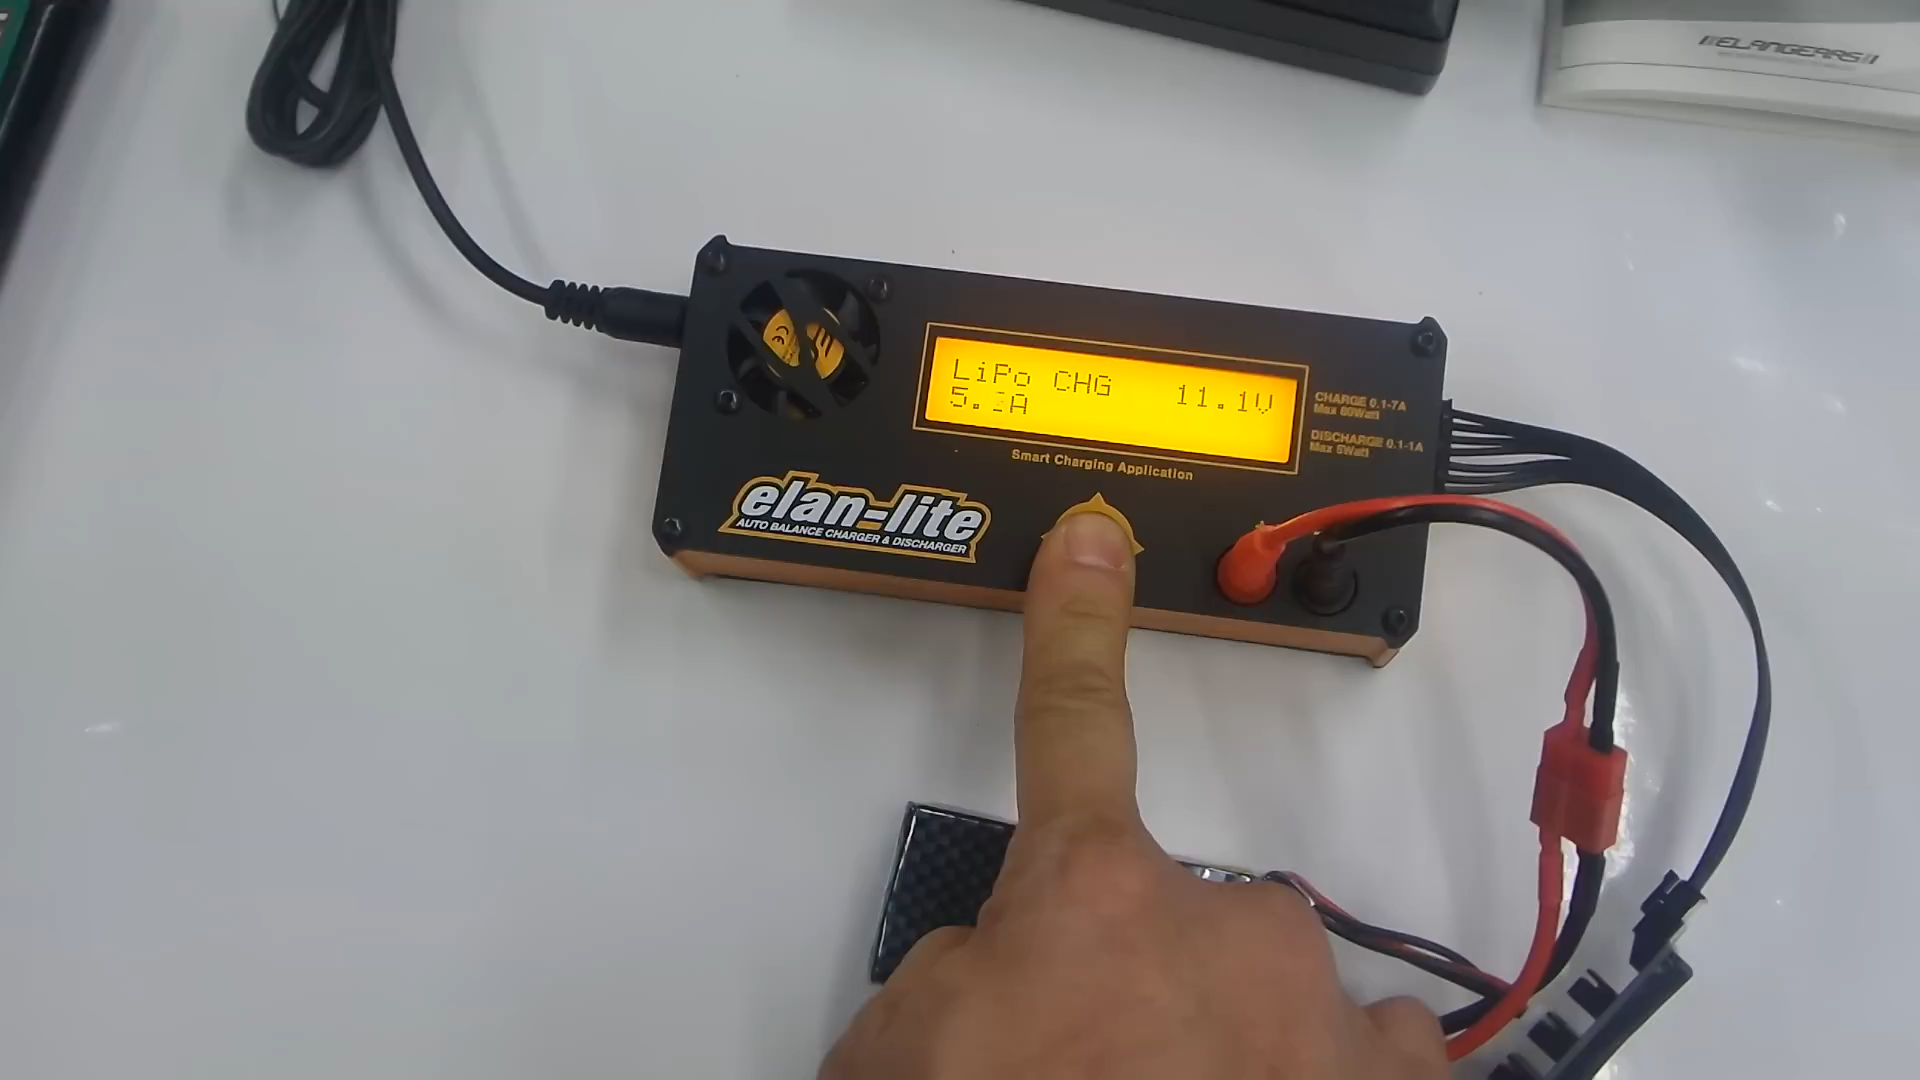 ELANGEARS
LiPo CHG 11.1V
CHARGE 0.1-7A
Max 80Watt
DISCHARGE 0.1-1A
Max 5Watt
Smart Charging Application
elan-lite
AUTO BALANCE CHARGER & DISCHARGER